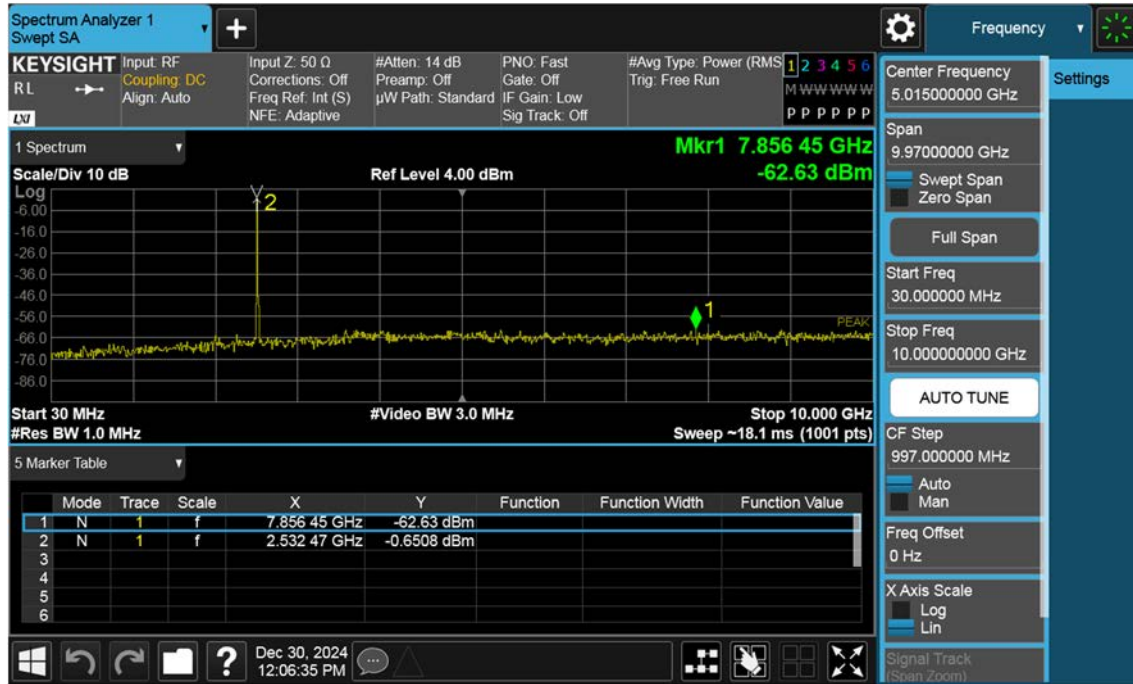 Spectrum Analyzer 1
Swept SA
+
Frequency
KEYSIGHT
R L
LXI
Input: RF
Coupling: DC
Align: Auto
Input Z: 50 Ω
Corrections: Off
Freq Ref: Int (S)
NFE: Adaptive
#Atten: 14 dB
Preamp: Off
µW Path: Standard
PNO: Fast
Gate: Off
IF Gain: Low
Sig Track: Off
#Avg Type: Power (RMS
Trig: Free Run
1 2 3 4 5 6
M W W W W W
P P P P P P
1 Spectrum
Mkr1 7.856 45 GHz
Scale/Div 10 dB
Ref Level 4.00 dBm
-62.63 dBm
Log
-6.00
-16.0
-26.0
-36.0
-46.0
-56.0
-66.0
-76.0
-86.0
2
1
PEAK
Start 30 MHz
#Video BW 3.0 MHz
Stop 10.000 GHz
#Res BW 1.0 MHz
Sweep ~18.1 ms (1001 pts)
5 Marker Table
Mode Trace Scale X Y Function Function Width Function Value
1 N 1 f 7.856 45 GHz -62.63 dBm
2 N 1 f 2.532 47 GHz -0.6508 dBm
3
4
5
6
?
Dec 30, 2024
12:06:35 PM
Center Frequency
5.015000000 GHz
Settings
Span
9.97000000 GHz
Swept Span
Zero Span
Full Span
Start Freq
30.000000 MHz
Stop Freq
10.000000000 GHz
AUTO TUNE
CF Step
997.000000 MHz
Auto
Man
Freq Offset
0 Hz
X Axis Scale
Log
Lin
Signal Track
(Span Zoom)